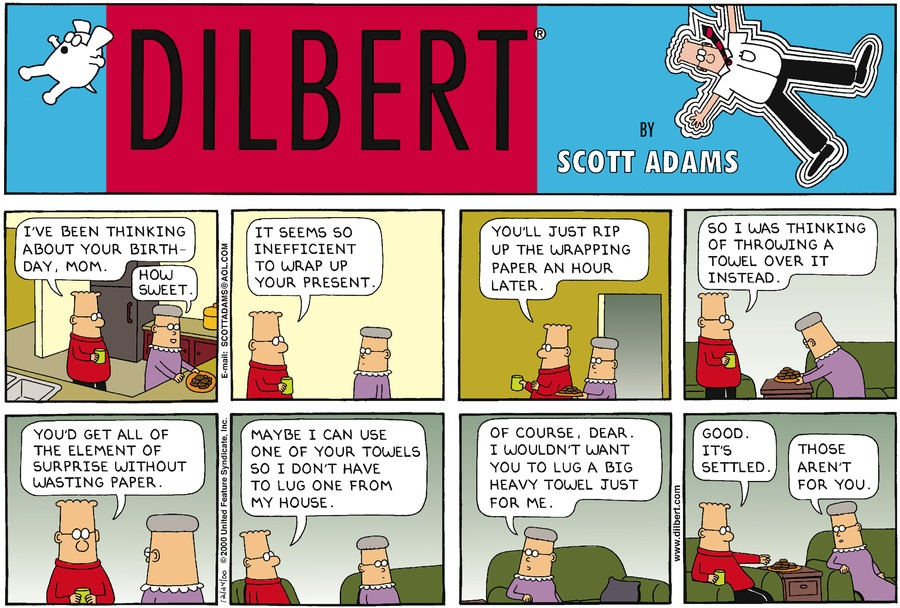 DILBERT®
BY
SCOTT ADAMS
I'VE BEEN THINKING
ABOUT YOUR BIRTH-
DAY, MOM.
HOW
SWEET.
E-mail: SCOTTADAMS@AOL.COM
IT SEEMS SO
INEFFICIENT
TO WRAP UP
YOUR PRESENT.
YOU'LL JUST RIP
UP THE WRAPPING
PAPER AN HOUR
LATER.
SO I WAS THINKING
OF THROWING A
TOWEL OVER IT
INSTEAD.
YOU'D GET ALL OF
THE ELEMENT OF
SURPRISE WITHOUT
WASTING PAPER.
12/24/00 © 2000 United Feature Syndicate, Inc.
MAYBE I CAN USE
ONE OF YOUR TOWELS
SO I DON'T HAVE
TO LUG ONE FROM
MY HOUSE.
OF COURSE, DEAR.
I WOULDN'T WANT
YOU TO LUG A BIG
HEAVY TOWEL JUST
FOR ME.
www.dilbert.com
GOOD.
IT'S
SETTLED.
THOSE
AREN'T
FOR YOU.